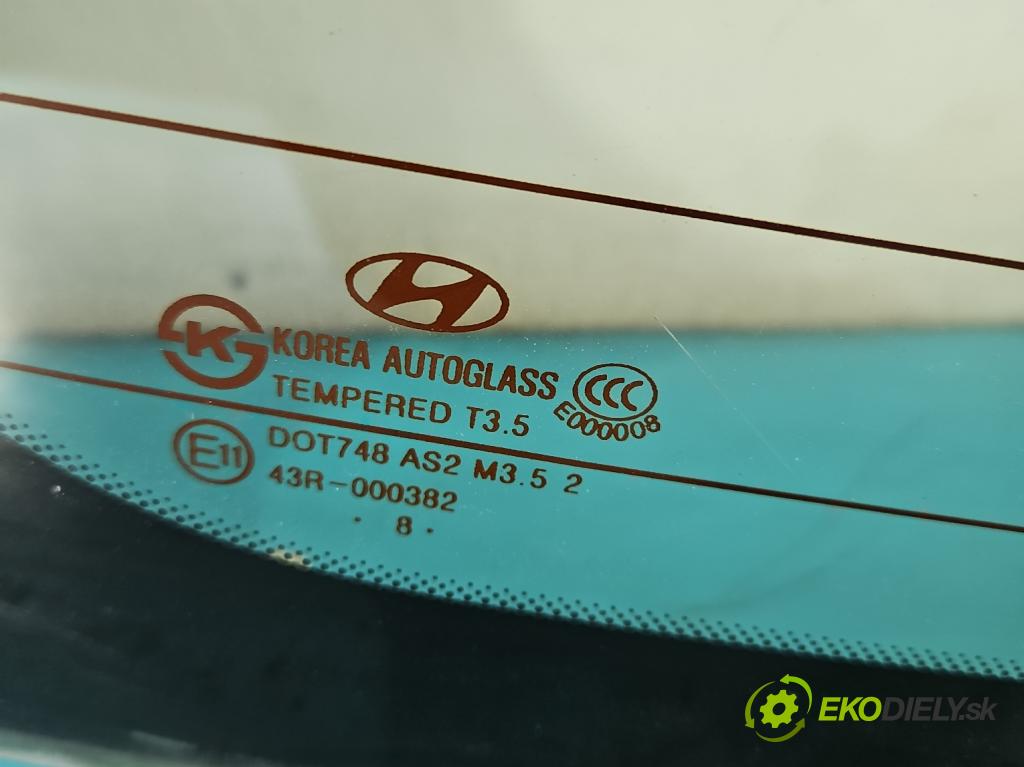 KOREA AUTOGLASS
TEMPERED T3.5
CCC
E000008
E11
DOT748 AS2 M3.5 2
43R-000382
· 8 ·
EKODIELY.sk